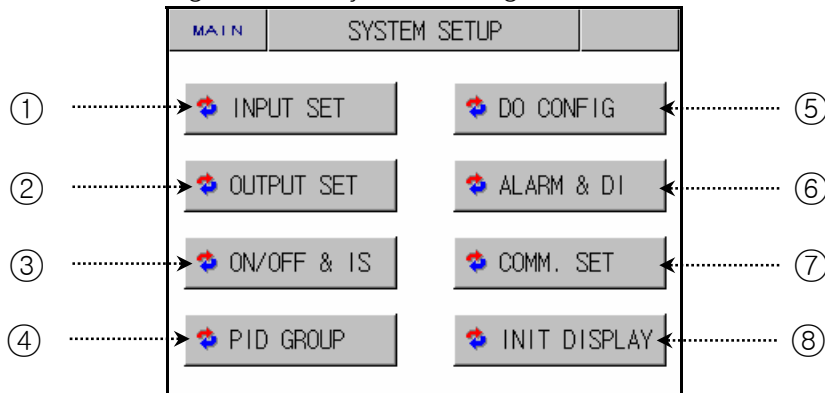 MAIN SYSTEM SETUP
① INPUT SET DO CONFIG ⑤
② OUTPUT SET ALARM & DI ⑥
③ ON/OFF & IS COMM. SET ⑦
④ PID GROUP INIT DISPLAY ⑧